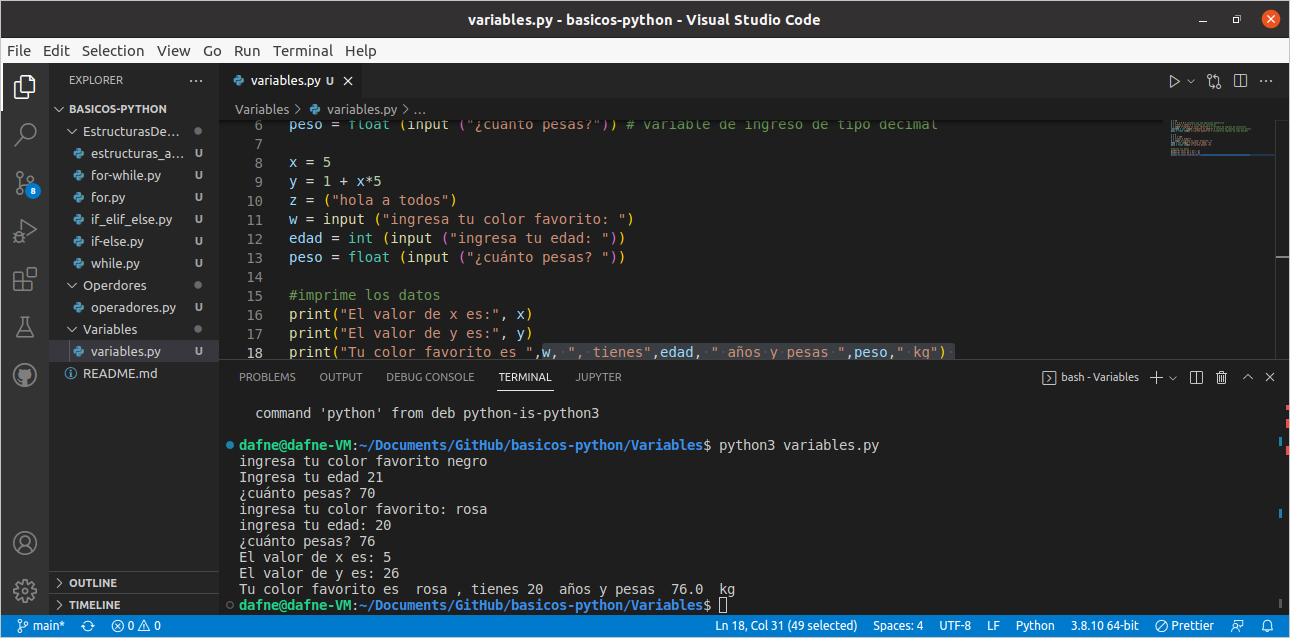 variables.py - basicos-python - Visual Studio Code
File Edit Selection View Go Run Terminal Help
EXPLORER ···
BASICOS-PYTHON
EstructurasDe...
estructuras_a... U
for-while.py U
for.py U
if_elif_else.py U
if-else.py U
while.py U
Operdores
operadores.py U
Variables
variables.py U
README.md
OUTLINE
TIMELINE
8
variables.py U
Variables > variables.py > ...
6 peso = float (input ("¿cuánto pesas?")) # variable de ingreso de tipo decimal
7
8 x = 5
9 y = 1 + x*5
10 z = ("hola a todos")
11 w = input ("ingresa tu color favorito: ")
12 edad = int (input ("ingresa tu edad: "))
13 peso = float (input ("¿cuánto pesas? "))
14
15 #imprime los datos
16 print("El valor de x es:", x)
17 print("El valor de y es:", y)
18 print("Tu color favorito es ",w, ", tienes",edad, " años y pesas ",peso," kg")
PROBLEMS OUTPUT DEBUG CONSOLE TERMINAL JUPYTER bash - Variables
command 'python' from deb python-is-python3
dafne@dafne-VM:~/Documents/GitHub/basicos-python/Variables$ python3 variables.py
ingresa tu color favorito negro
Ingresa tu edad 21
¿cuánto pesas? 70
ingresa tu color favorito: rosa
ingresa tu edad: 20
¿cuánto pesas? 76
El valor de x es: 5
El valor de y es: 26
Tu color favorito es  rosa , tienes 20  años y pesas  76.0  kg
dafne@dafne-VM:~/Documents/GitHub/basicos-python/Variables$
main* 0 0 Ln 18, Col 31 (49 selected) Spaces: 4 UTF-8 LF Python 3.8.10 64-bit Prettier